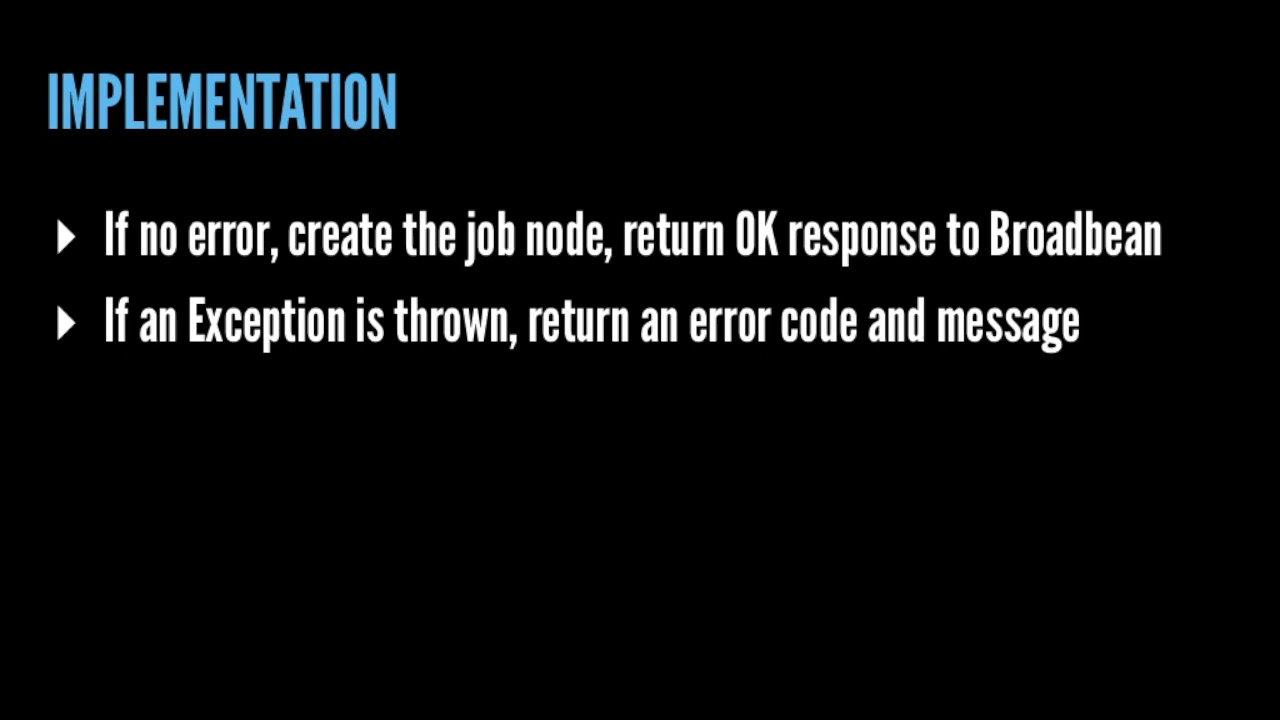 IMPLEMENTATION
If no error, create the job node, return OK response to Broadbean
If an Exception is thrown, return an error code and message